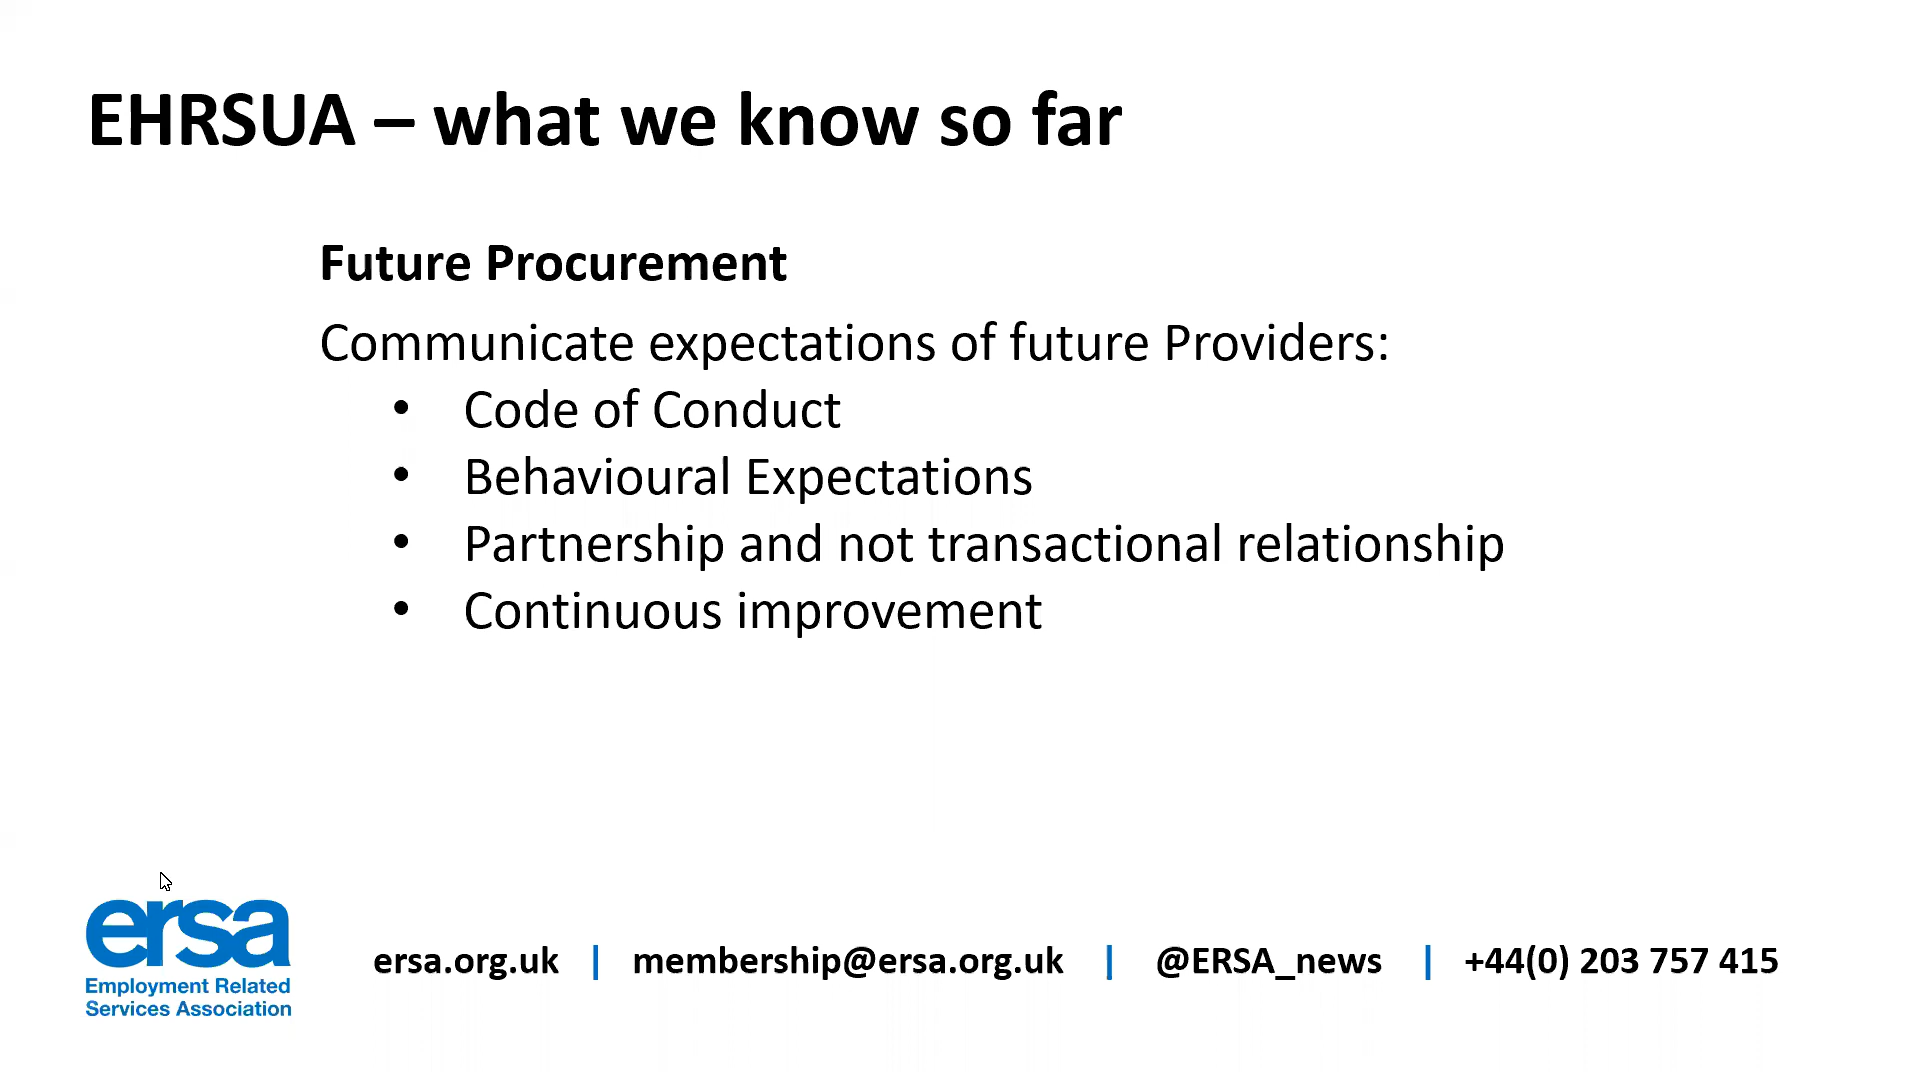 EHRSUA – what we know so far
Future Procurement
Communicate expectations of future Providers:
• Code of Conduct
• Behavioural Expectations
• Partnership and not transactional relationship
• Continuous improvement
ersa
Employment Related
Services Association
ersa.org.uk | membership@ersa.org.uk | @ERSA_news | +44(0) 203 757 415